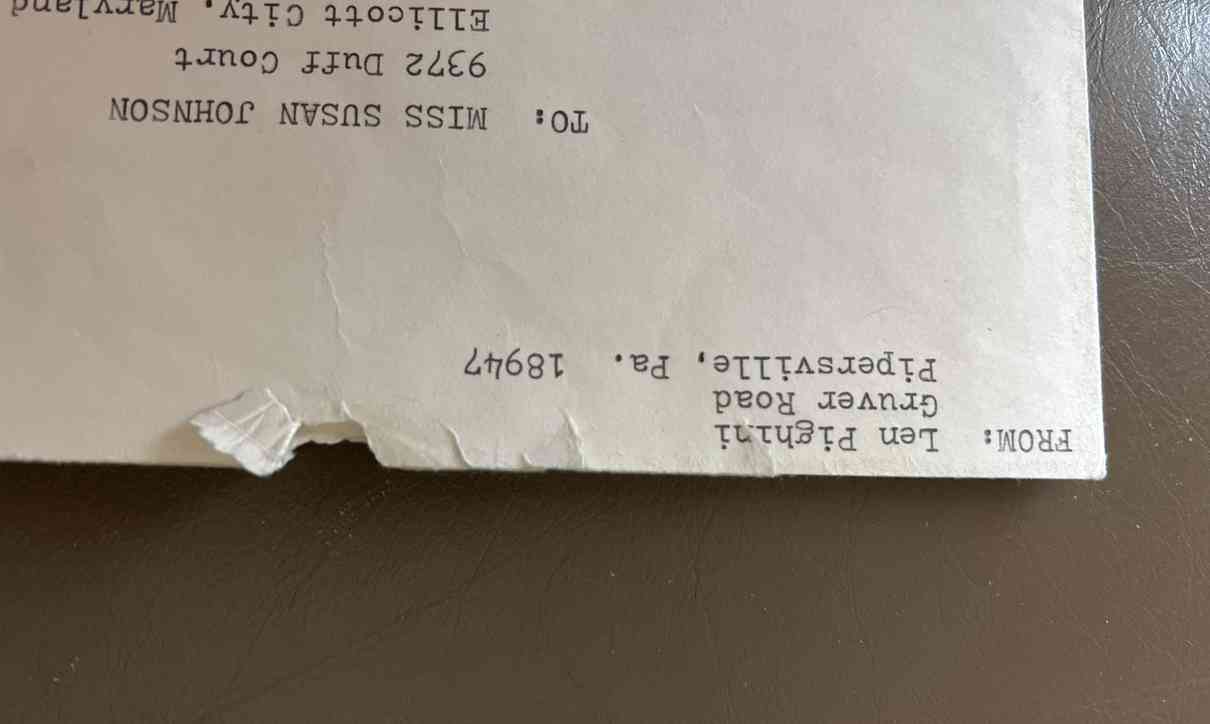 FROM: Len Pighini
Gruver Road
Pipersville, Pa. 18947
TO: MISS SUSAN JOHNSON
9372 Duff Court
Ellicott City, Maryland